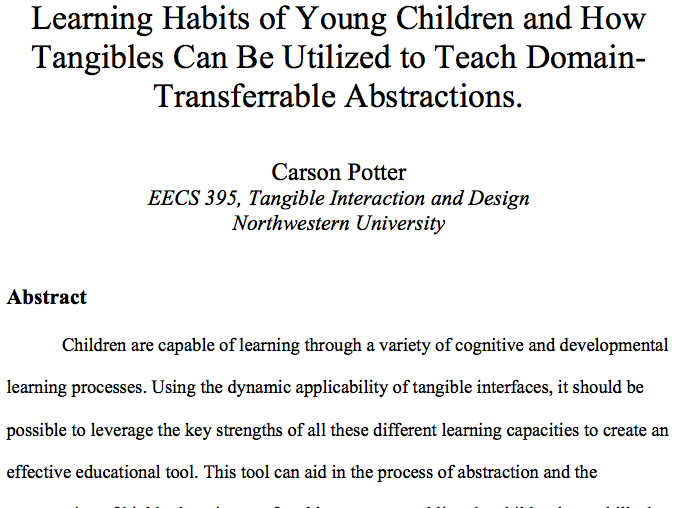 Learning Habits of Young Children and How
Tangibles Can Be Utilized to Teach Domain-
Transferrable Abstractions.
Carson Potter
EECS 395, Tangible Interaction and Design
Northwestern University
Abstract
Children are capable of learning through a variety of cognitive and developmental
learning processes. Using the dynamic applicability of tangible interfaces, it should be
possible to leverage the key strengths of all these different learning capacities to create an
effective educational tool. This tool can aid in the process of abstraction and the